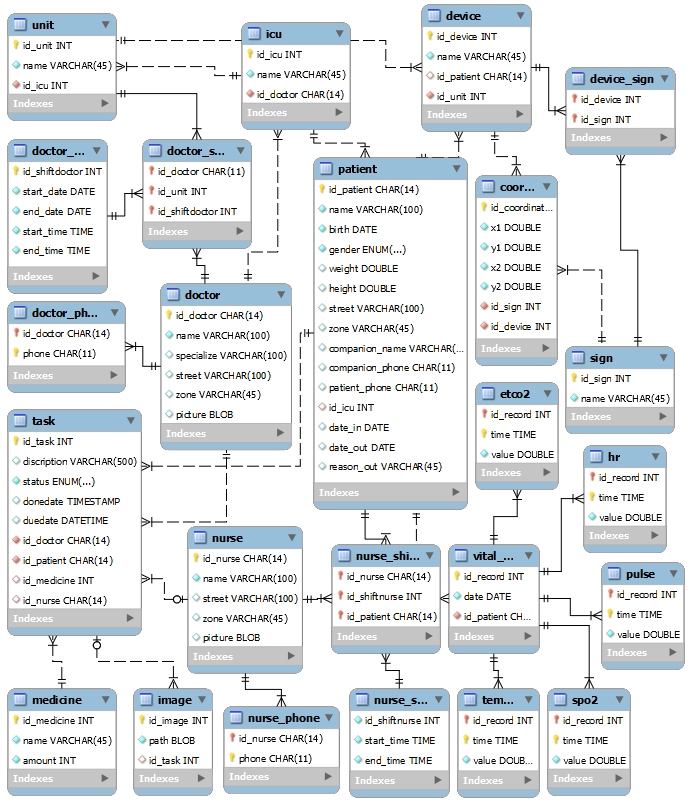 unit
id_unit INT
name VARCHAR(45)
id_icu INT
Indexes
icu
id_icu INT
name VARCHAR(45)
id_doctor CHAR(14)
Indexes
device
id_device INT
name VARCHAR(45)
id_patient CHAR(14)
id_unit INT
Indexes
device_sign
id_device INT
id_sign INT
Indexes
doctor_...
id_shiftdoctor INT
start_date DATE
end_date DATE
start_time TIME
end_time TIME
Indexes
doctor_s...
id_doctor CHAR(11)
id_unit INT
id_shiftdoctor INT
Indexes
patient
id_patient CHAR(14)
name VARCHAR(100)
birth DATE
gender ENUM(...)
weight DOUBLE
height DOUBLE
street VARCHAR(100)
zone VARCHAR(45)
companion_name VARCHAR(...
companion_phone CHAR(11)
patient_phone CHAR(11)
id_icu INT
date_in DATE
date_out DATE
reason_out VARCHAR(45)
Indexes
coor...
id_coordinat...
x1 DOUBLE
y1 DOUBLE
x2 DOUBLE
y2 DOUBLE
id_sign INT
id_device INT
Indexes
doctor_ph...
id_doctor CHAR(14)
phone CHAR(11)
Indexes
doctor
id_doctor CHAR(14)
name VARCHAR(100)
specialize VARCHAR(100)
street VARCHAR(100)
zone VARCHAR(45)
picture BLOB
Indexes
sign
id_sign INT
name VARCHAR(45)
Indexes
task
id_task INT
discription VARCHAR(500)
status ENUM(...)
donedate TIMESTAMP
duedate DATETIME
id_doctor CHAR(14)
id_patient CHAR(14)
id_medicine INT
id_nurse CHAR(14)
Indexes
etco2
id_record INT
time TIME
value DOUBLE
Indexes
hr
id_record INT
time TIME
value DOUBLE
Indexes
nurse
id_nurse CHAR(14)
name VARCHAR(100)
street VARCHAR(100)
zone VARCHAR(45)
picture BLOB
Indexes
nurse_shi...
id_nurse CHAR(14)
id_shiftnurse INT
id_patient CHAR(14)
Indexes
vital_...
id_record INT
date DATE
id_patient CH...
Indexes
pulse
id_record INT
time TIME
value DOUBLE
Indexes
medicine
id_medicine INT
name VARCHAR(45)
amount INT
Indexes
image
id_image INT
path BLOB
id_task INT
Indexes
nurse_phone
id_nurse CHAR(14)
phone CHAR(11)
Indexes
nurse_s...
id_shiftnurse INT
start_time TIME
end_time TIME
Indexes
tem...
id_record INT
time TIME
value DOUB...
Indexes
spo2
id_record INT
time TIME
value DOUBLE
Indexes